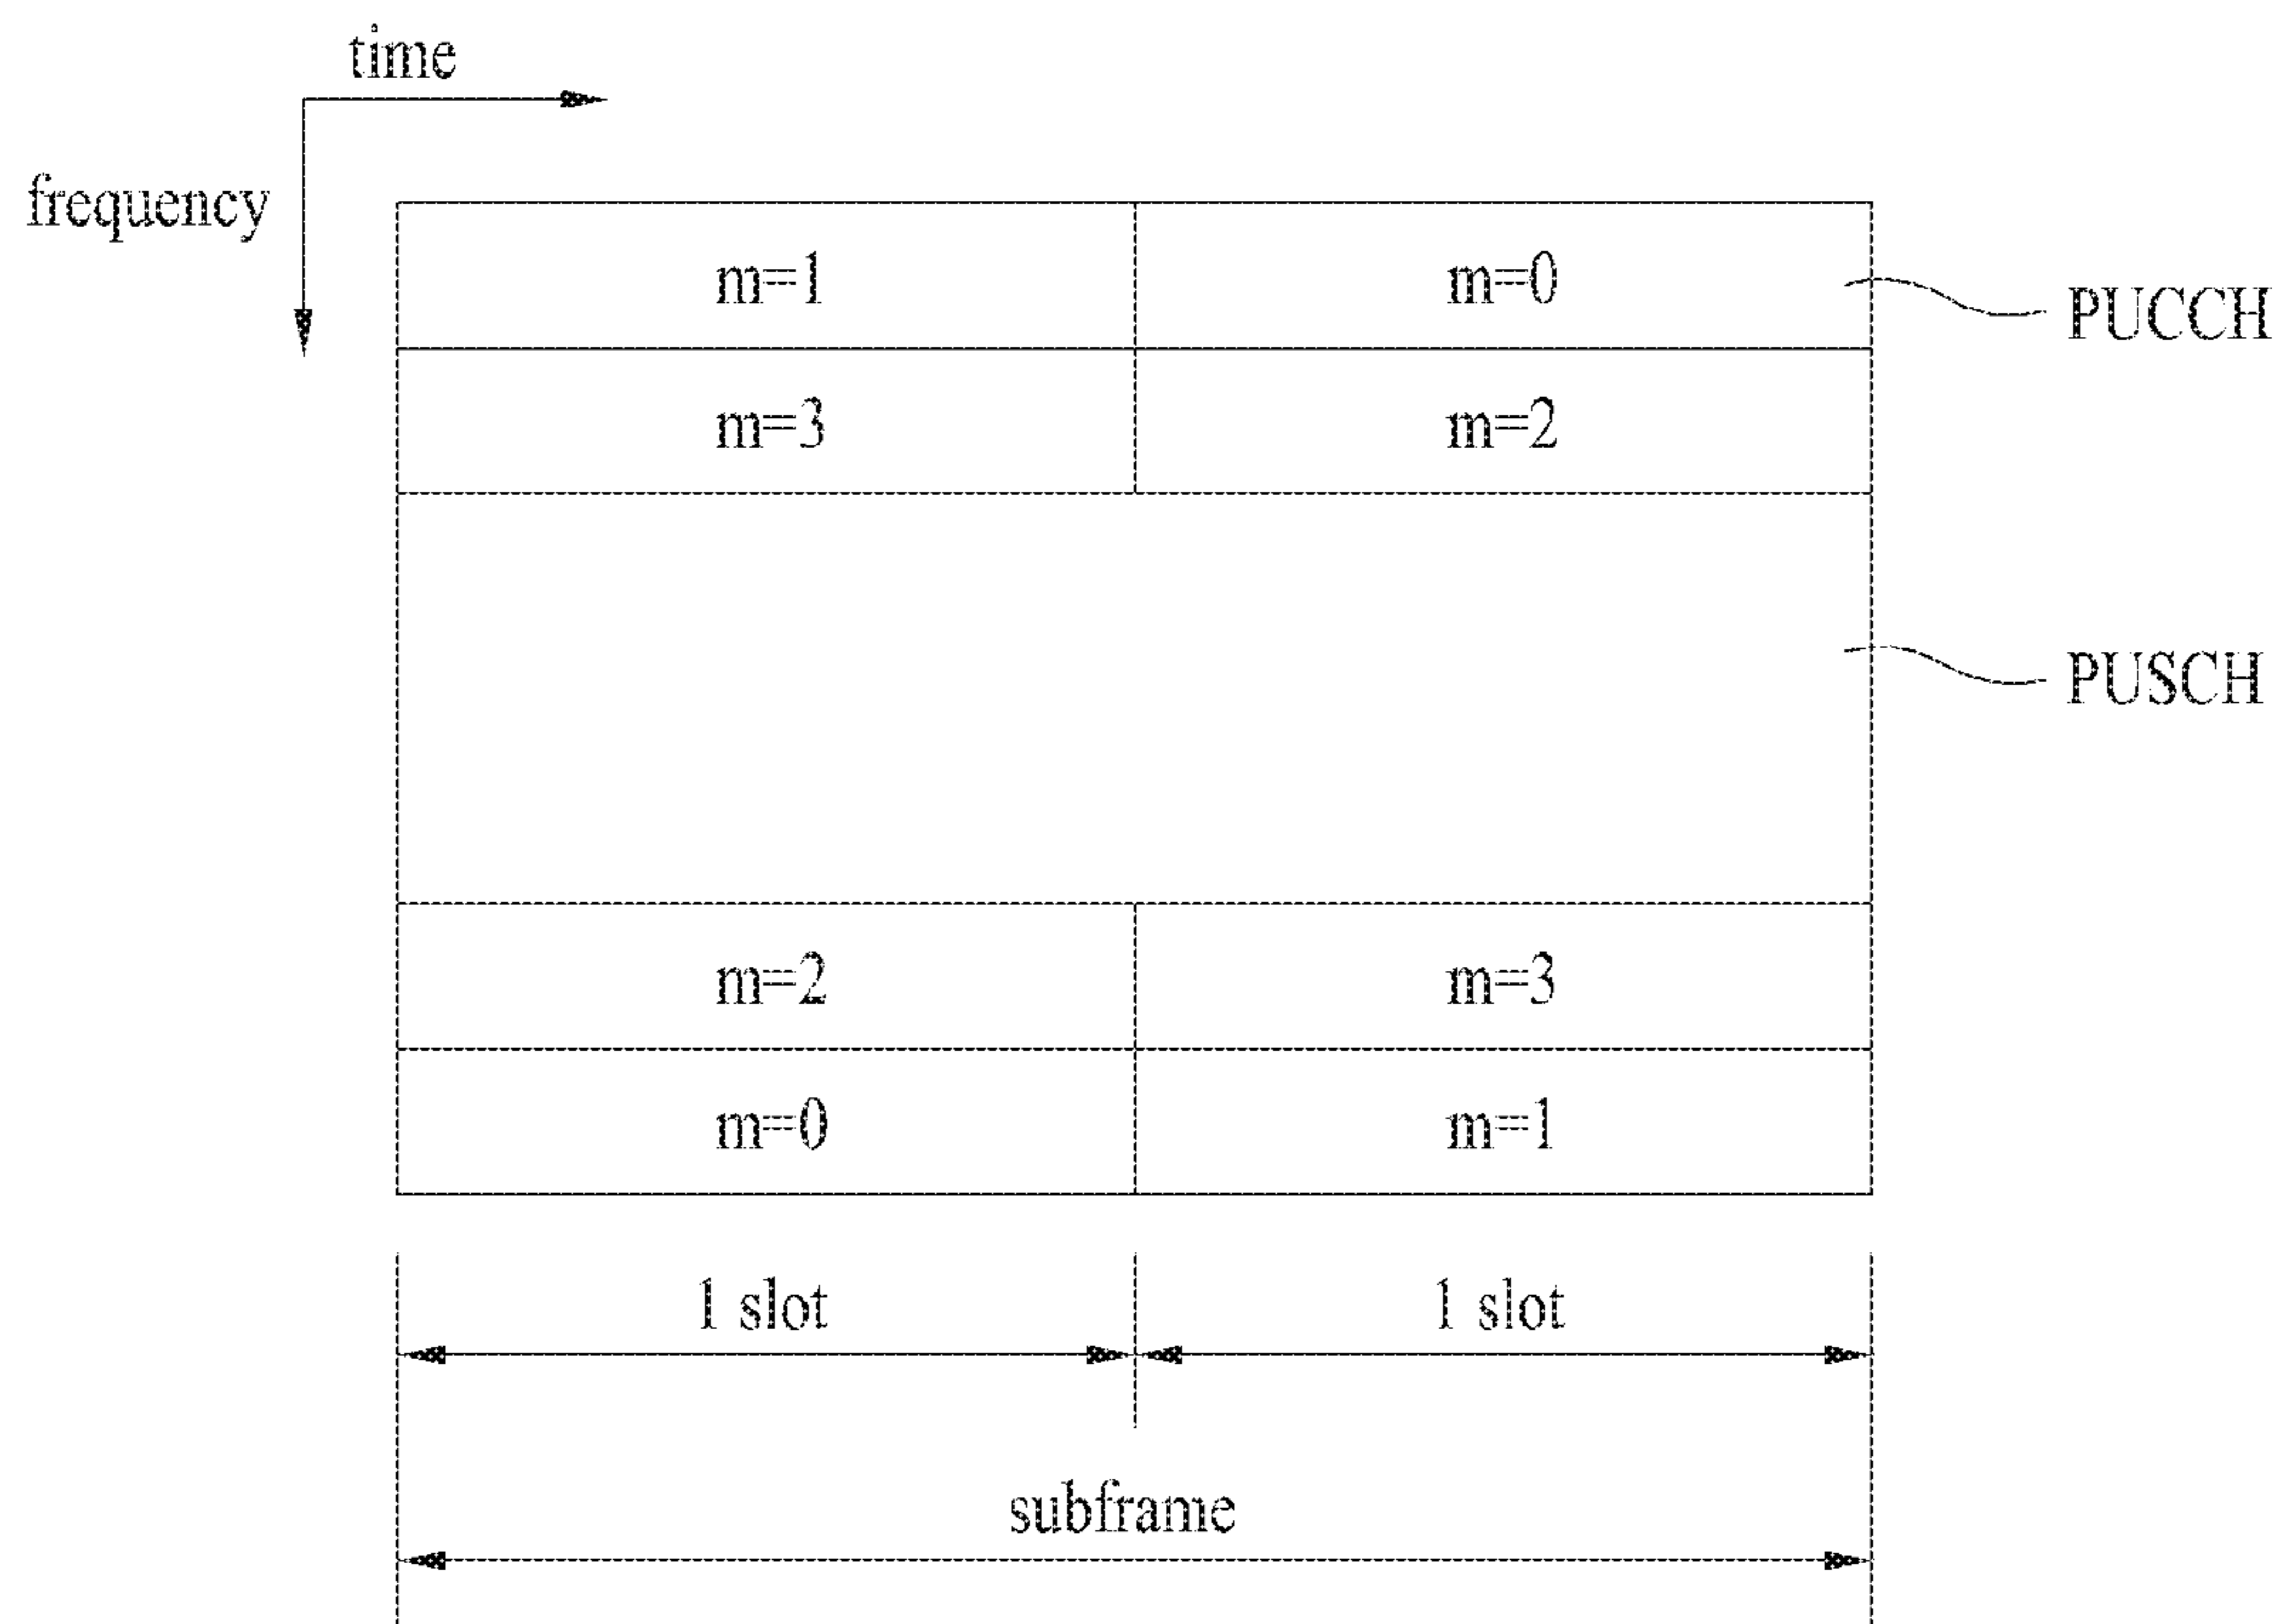 time
frequency
m=1
m=0
PUCCH
m=3
m=2
PUSCH
m=2
m=3
m=0
m=1
1 slot
1 slot
subframe